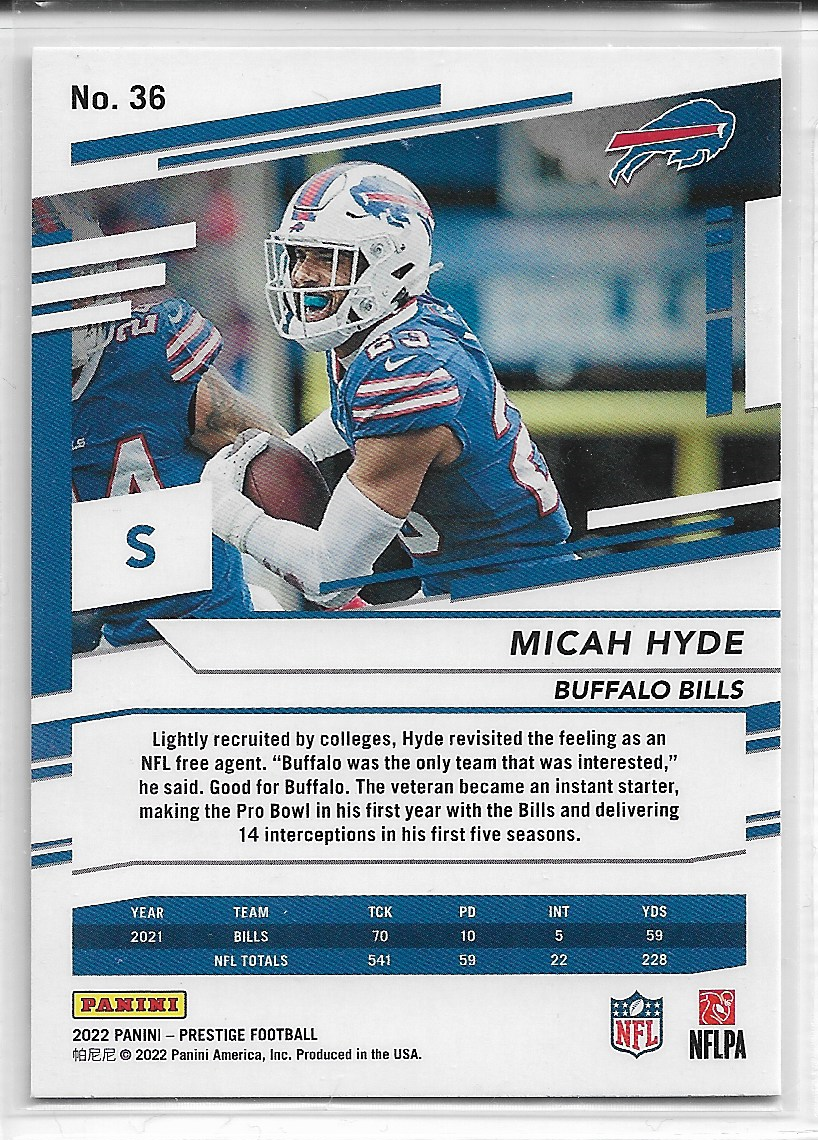 No. 36
23
S
MICAH HYDE
BUFFALO BILLS
Lightly recruited by colleges, Hyde revisited the feeling as an
NFL free agent. “Buffalo was the only team that was interested,”
he said. Good for Buffalo. The veteran became an instant starter,
making the Pro Bowl in his first year with the Bills and delivering
14 interceptions in his first five seasons.
YEAR TEAM TCK PD INT YDS
2021 BILLS 70 10 5 59
NFL TOTALS 541 59 22 228
PANINI
2022 PANINI – PRESTIGE FOOTBALL
帕尼尼 © 2022 Panini America, Inc. Produced in the USA.
NFL
NFLPA